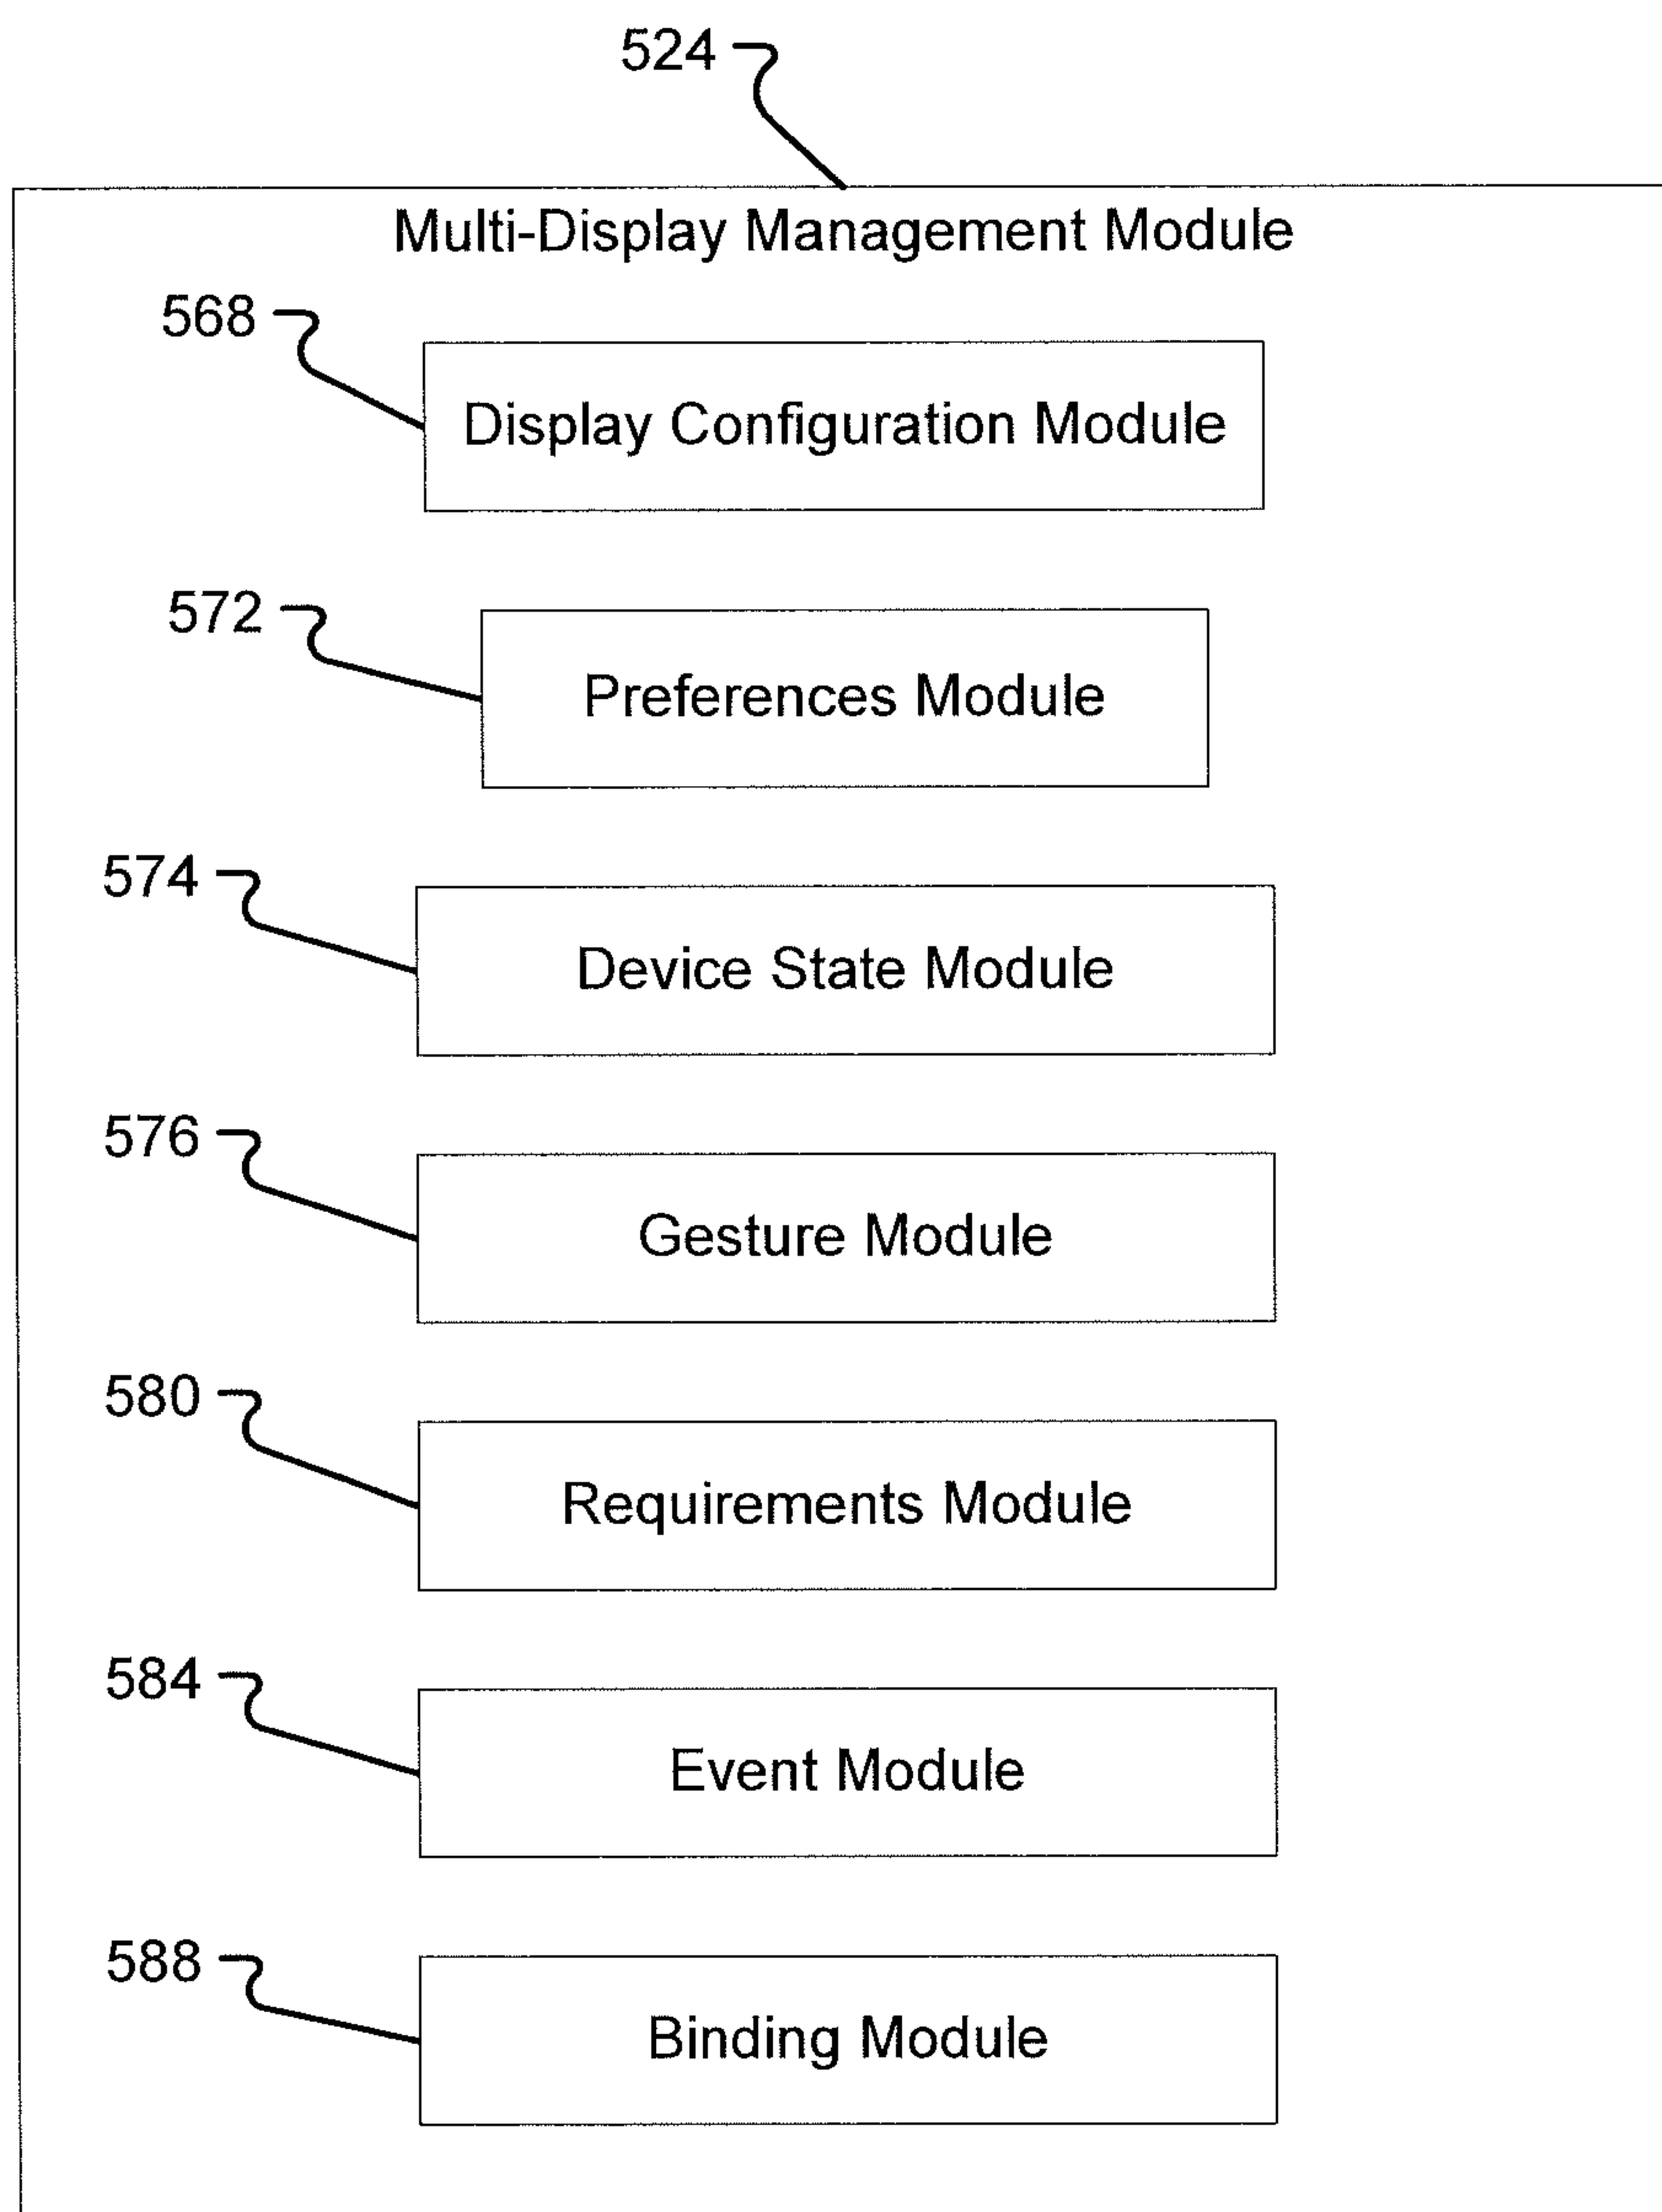 524
Multi-Display Management Module
568
Display Configuration Module
572
Preferences Module
574
Device State Module
576
Gesture Module
580
Requirements Module
584
Event Module
588
Binding Module